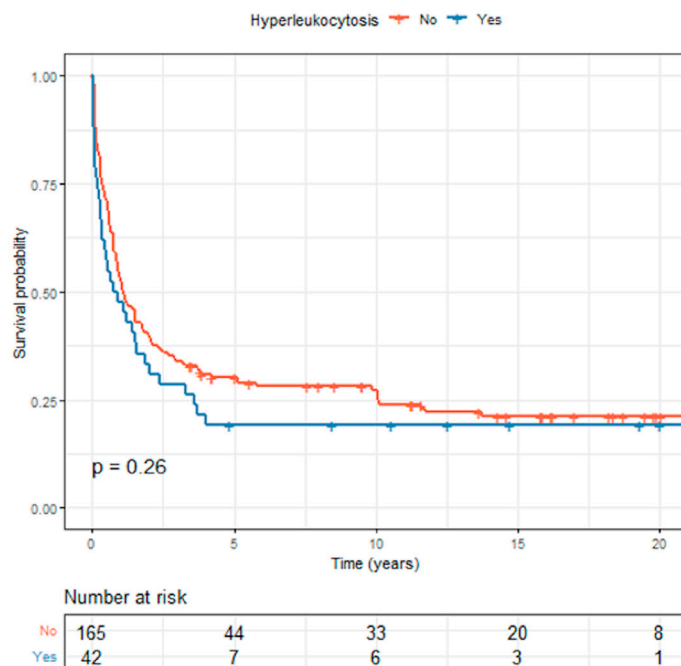 Hyperleukocytosis No Yes
1.00
0.75
0.50
0.25
0.00
Survival probability
p = 0.26
0 5 10 15 20
Time (years)
Number at risk
No 165 44 33 20 8
Yes 42 7 6 3 1